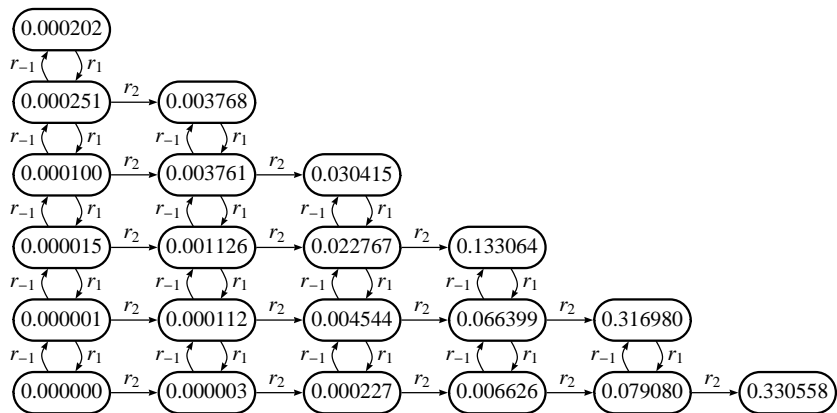 0.000202
r₋₁ r₁
0.000251 r₂ 0.003768
r₋₁ r₁ r₋₁ r₁
0.000100 r₂ 0.003761 r₂ 0.030415
r₋₁ r₁ r₋₁ r₁ r₋₁ r₁
0.000015 r₂ 0.001126 r₂ 0.022767 r₂ 0.133064
r₋₁ r₁ r₋₁ r₁ r₋₁ r₁ r₋₁ r₁
0.000001 r₂ 0.000112 r₂ 0.004544 r₂ 0.066399 r₂ 0.316980
r₋₁ r₁ r₋₁ r₁ r₋₁ r₁ r₋₁ r₁ r₋₁ r₁
0.000000 r₂ 0.000003 r₂ 0.000227 r₂ 0.006626 r₂ 0.079080 r₂ 0.330558